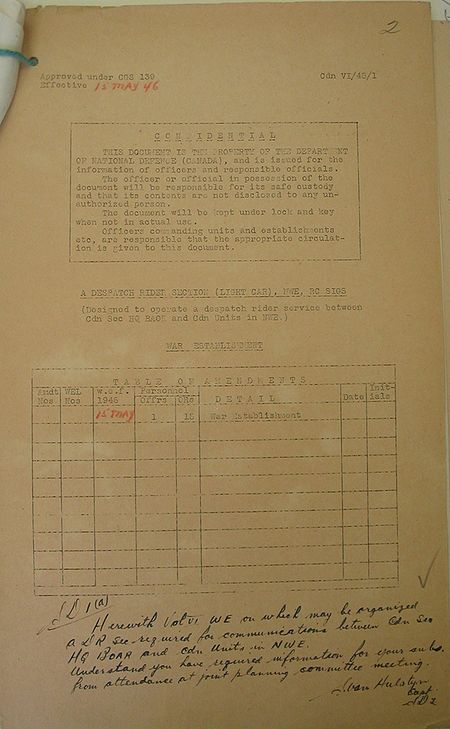 2
Approved under CGS 139
Effective 15 MAY 46
Cdn VI/45/1
CONFIDENTIAL
THIS DOCUMENT IS THE PROPERTY OF THE DEPARTMENT
OF NATIONAL DEFENCE (CANADA), and is issued for the
information of officers and responsible officials.
The officer or official in possession of the
document will be responsible for its safe custody
and that its contents are not disclosed to any un-
authorized person.
The document will be kept under lock and key
when not in actual use.
Officers commanding units and establishments
etc, are responsible that the appropriate circulat-
ion is given to this document.
A DESPATCH RIDER SECTION (LIGHT CAR), NWE, RC SIGS
(Designed to operate a despatch rider service between
Cdn Sec HQ BAOR and Cdn Units in NWE.)
WAR ESTABLISHMENT
TABLE OF AMENDMENTS
Amdt Nos WEL Nos w.e.f. 1946 Personnel Offrs ORs DETAIL Date Init-ials
15 MAY 1 18 War Establishment
JD 1(a)
Herewith Vol VI WE on which may be organized
a DR Sec required for communications between Cdn Sec
HQ BOAR and Cdn Units in NWE.
Understand you have required information for your subs.
from attendance at joint planning committee meeting.
Capt
SD2